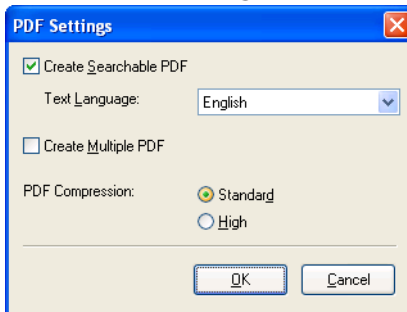 PDF Settings
Create Searchable PDF
Text Language: English
Create Multiple PDF
PDF Compression: Standard
High
OK Cancel